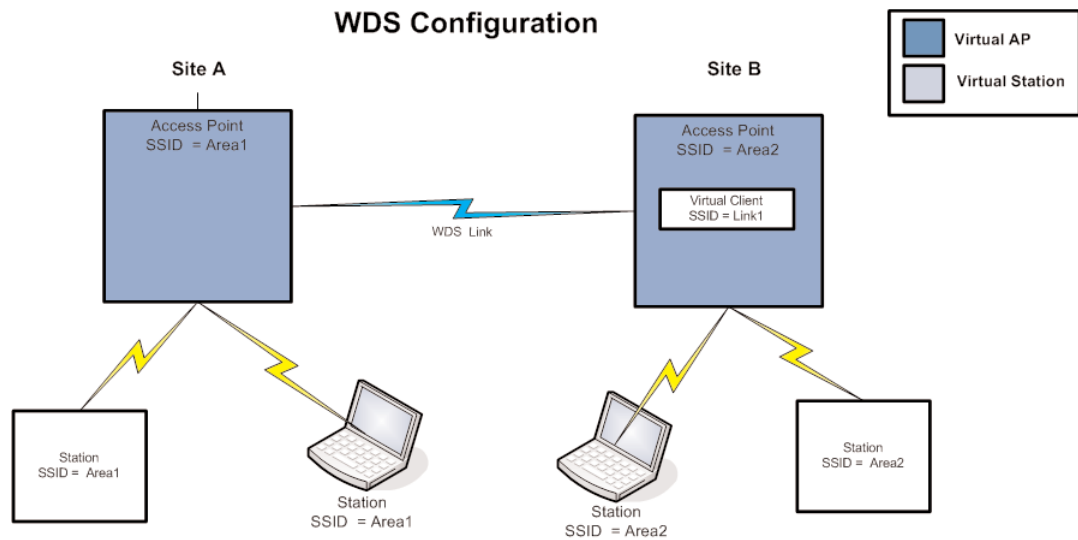 WDS Configuration
Virtual AP
Virtual Station
Site A
Site B
Access Point
SSID = Area1
Access Point
SSID = Area2
Virtual Client
SSID = Link1
WDS Link
Station
SSID = Area1
Station
SSID = Area1
Station
SSID = Area2
Station
SSID = Area2